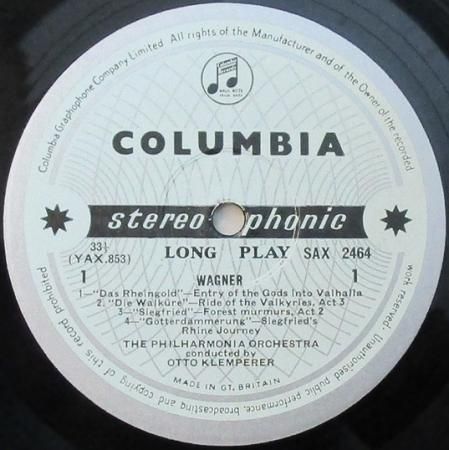 Columbia Graphophone Company Limited. All rights of the Manufacturer and of the Owner of the recorded
work reserved. Unauthorised public performance, broadcasting and copying of this record prohibited
COLUMBIA
stereophonic
33⅓ LONG PLAY SAX 2464
(YAX.853)
1 WAGNER 1
1—"Das Rheingold"—Entry of the Gods into Valhalla
2. "Die Walküre"—Ride of the Valkyries, Act 3
3—"Siegfried"—Forest murmurs, Act 2
4—"Gotterdämmerung"—Siegfried's
Rhine Journey
THE PHILHARMONIA ORCHESTRA
conducted by
OTTO KLEMPERER
MADE IN GT. BRITAIN